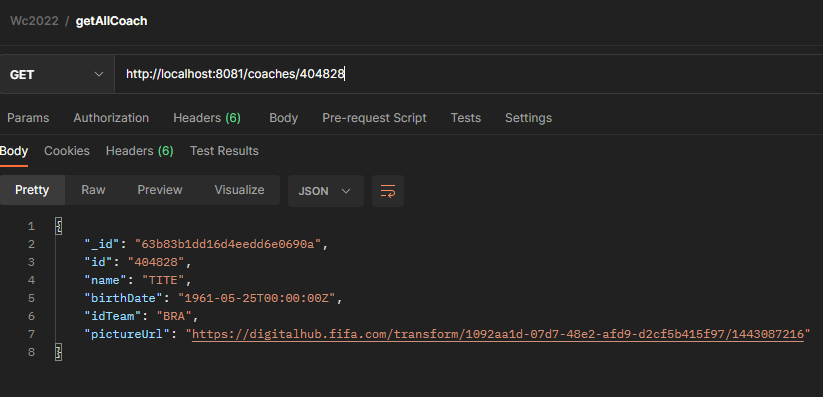 Wc2022 / getAllCoach
GET http://localhost:8081/coaches/404828
Params Authorization Headers (6) Body Pre-request Script Tests Settings
Body Cookies Headers (6) Test Results
Pretty Raw Preview Visualize JSON
1 {
2 "_id": "63b83b1dd16d4eedd6e0690a",
3 "id": "404828",
4 "name": "TITE",
5 "birthDate": "1961-05-25T00:00:00Z",
6 "idTeam": "BRA",
7 "pictureUrl": "https://digitalhub.fifa.com/transform/1092aa1d-07d7-48e2-afd9-d2cf5b415f97/1443087216"
8 }